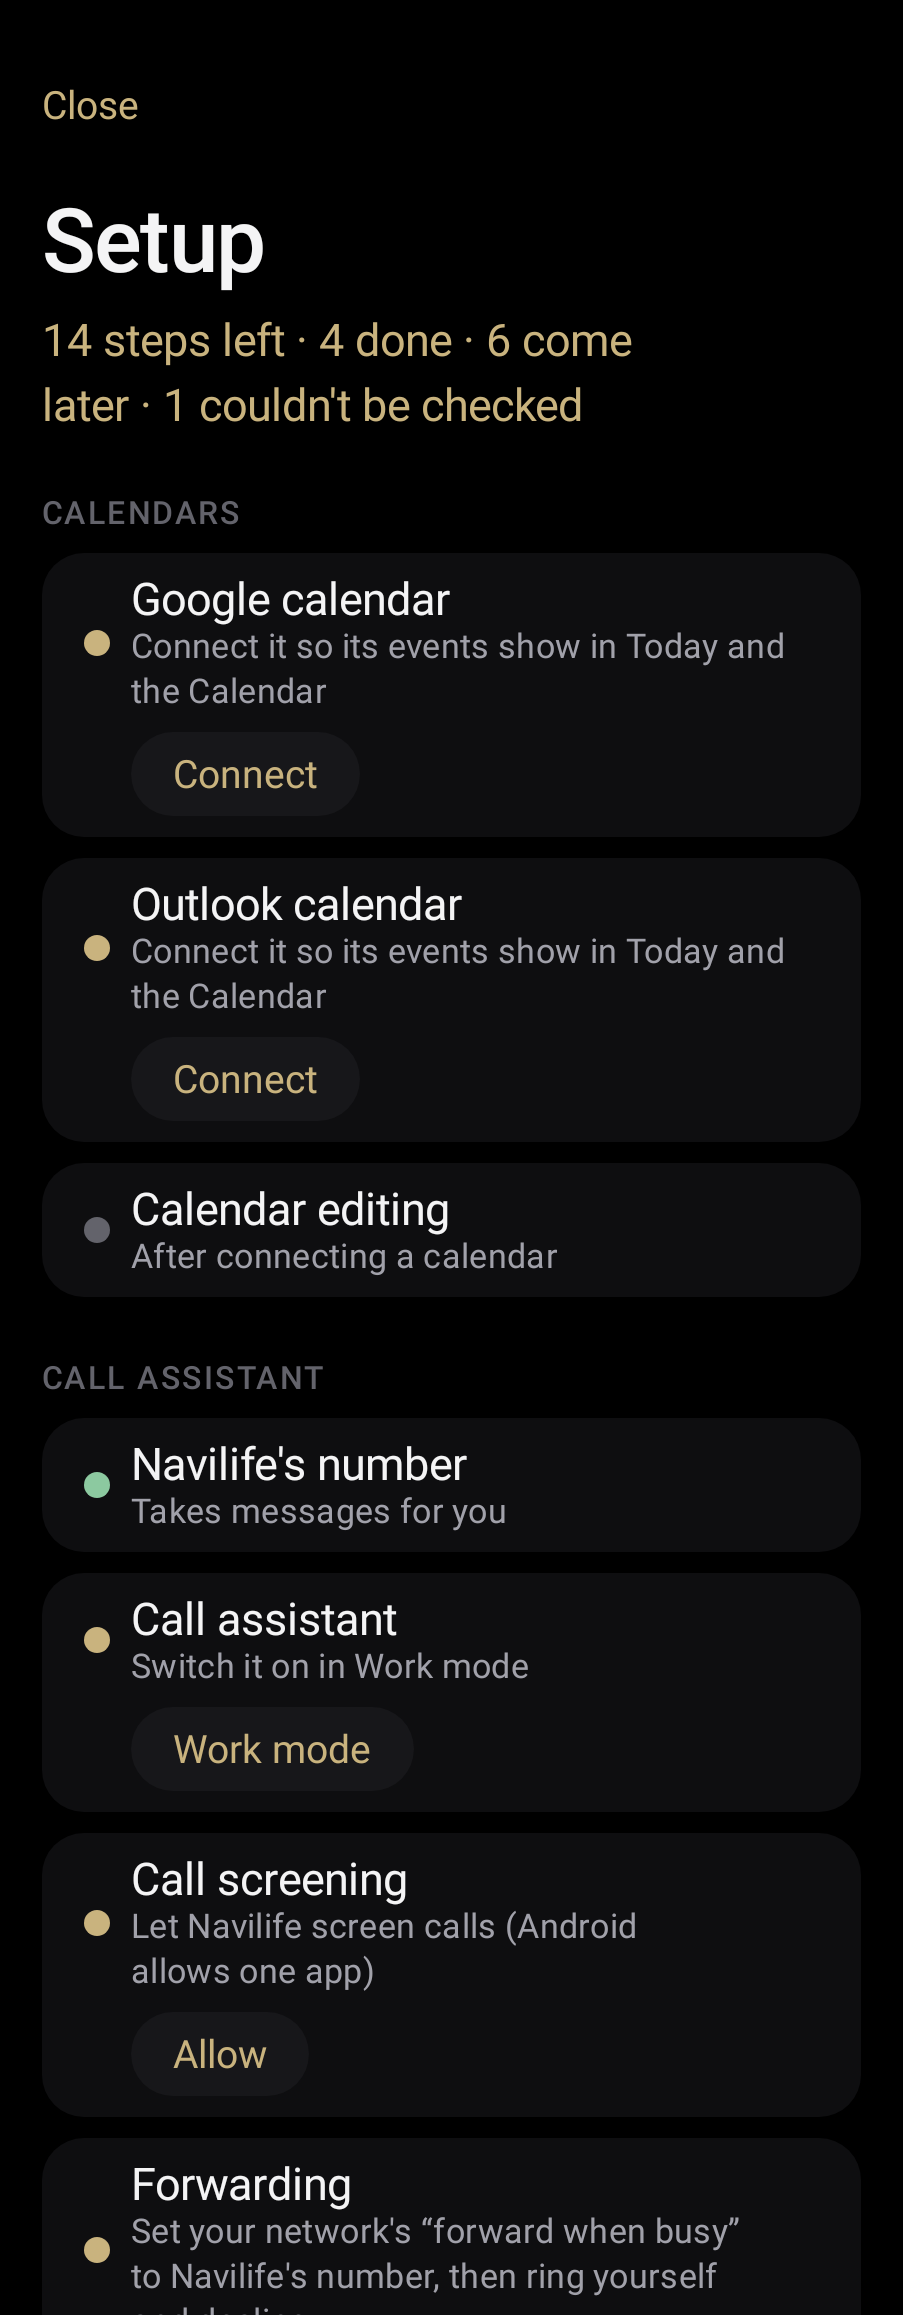 Close
Setup
14 steps left · 4 done · 6 come
later · 1 couldn't be checked
CALENDARS
Google calendar
Connect it so its events show in Today and
the Calendar
Connect
Outlook calendar
Connect it so its events show in Today and
the Calendar
Connect
Calendar editing
After connecting a calendar
CALL ASSISTANT
Navilife's number
Takes messages for you
Call assistant
Switch it on in Work mode
Work mode
Call screening
Let Navilife screen calls (Android
allows one app)
Allow
Forwarding
Set your network's “forward when busy”
to Navilife's number, then ring yourself